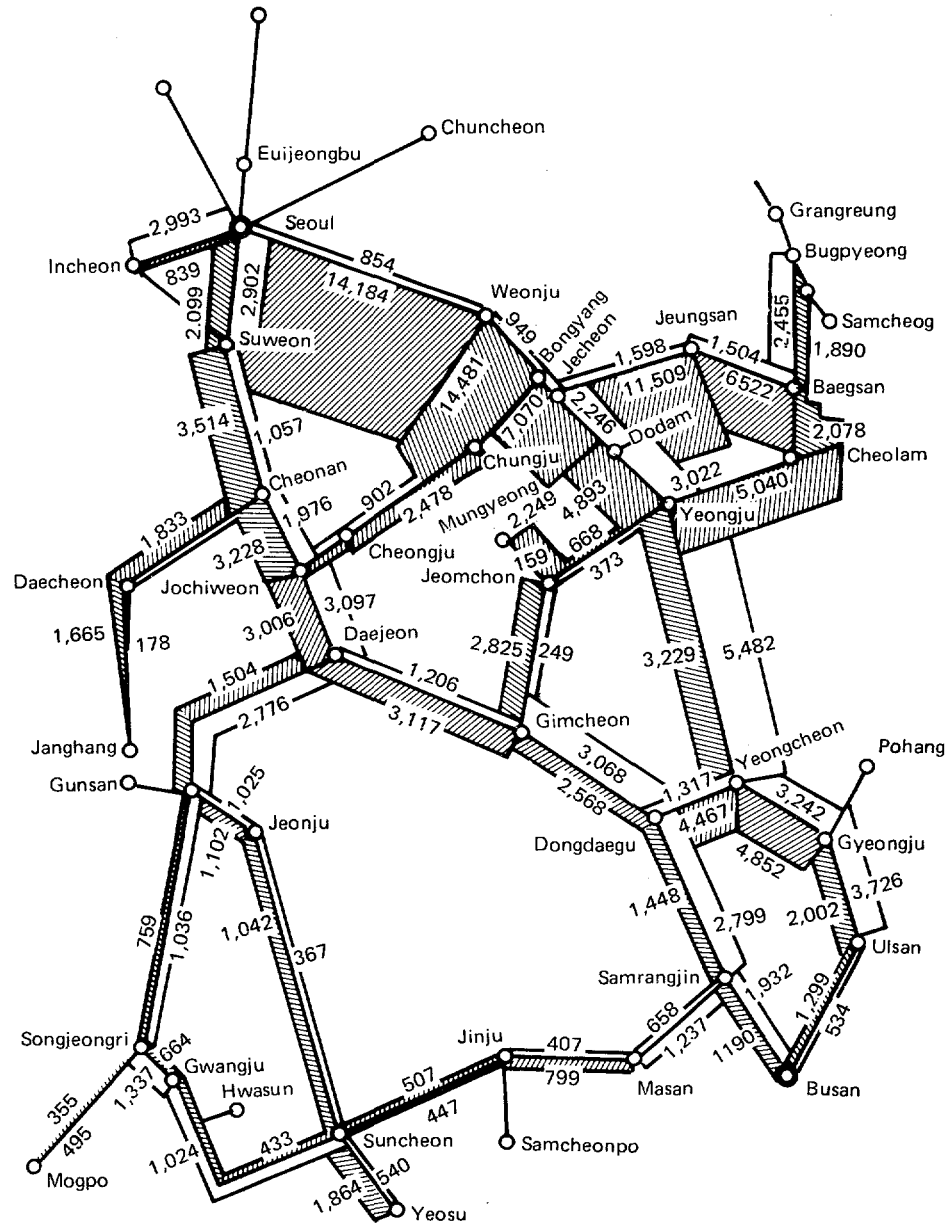 Chuncheon
Euijeongbu
2,993
Seoul
Grangreung
Incheon
839
854
Bugpyeong
2,099
2,902
14,184
Weonju
2,455
Samcheog
Suweon
949
Bongyang
Jecheon
Jeungsan
1,598
1,504
1,890
11,509
6522
Baegsan
3,514
1,057
14,481
7,070
2,246
Dodam
2,078
Cheolam
Cheonan
Chungju
3,022
5,040
1,976
902
2,478
Mungyeong
2,249
4,893
Yeongju
1,833
3,228
Cheongju
159
668
373
Daecheon
Jochiweon
Jeomchon
3,006
3,097
1,665
178
Daejeon
2,825
249
3,229
5,482
1,504
1,206
2,776
3,117
Gimcheon
Janghang
Yeongcheon
Pohang
Gunsan
3,068
1,317
1,025
2,568
3,242
Jeonju
4,467
1,102
Dongdaegu
4,852
Gyeongju
3,726
1,448
2,002
759
1,036
1,042
367
2,799
Ulsan
Samrangjin
1,932
1,299
534
Songjeongri
664
Jinju
658
1,237
1190
Gwangju
407
355
1,337
Hwasun
799
Masan
Busan
495
507
447
433
Suncheon
Samcheonpo
1,024
Mogpo
540
1,864
Yeosu